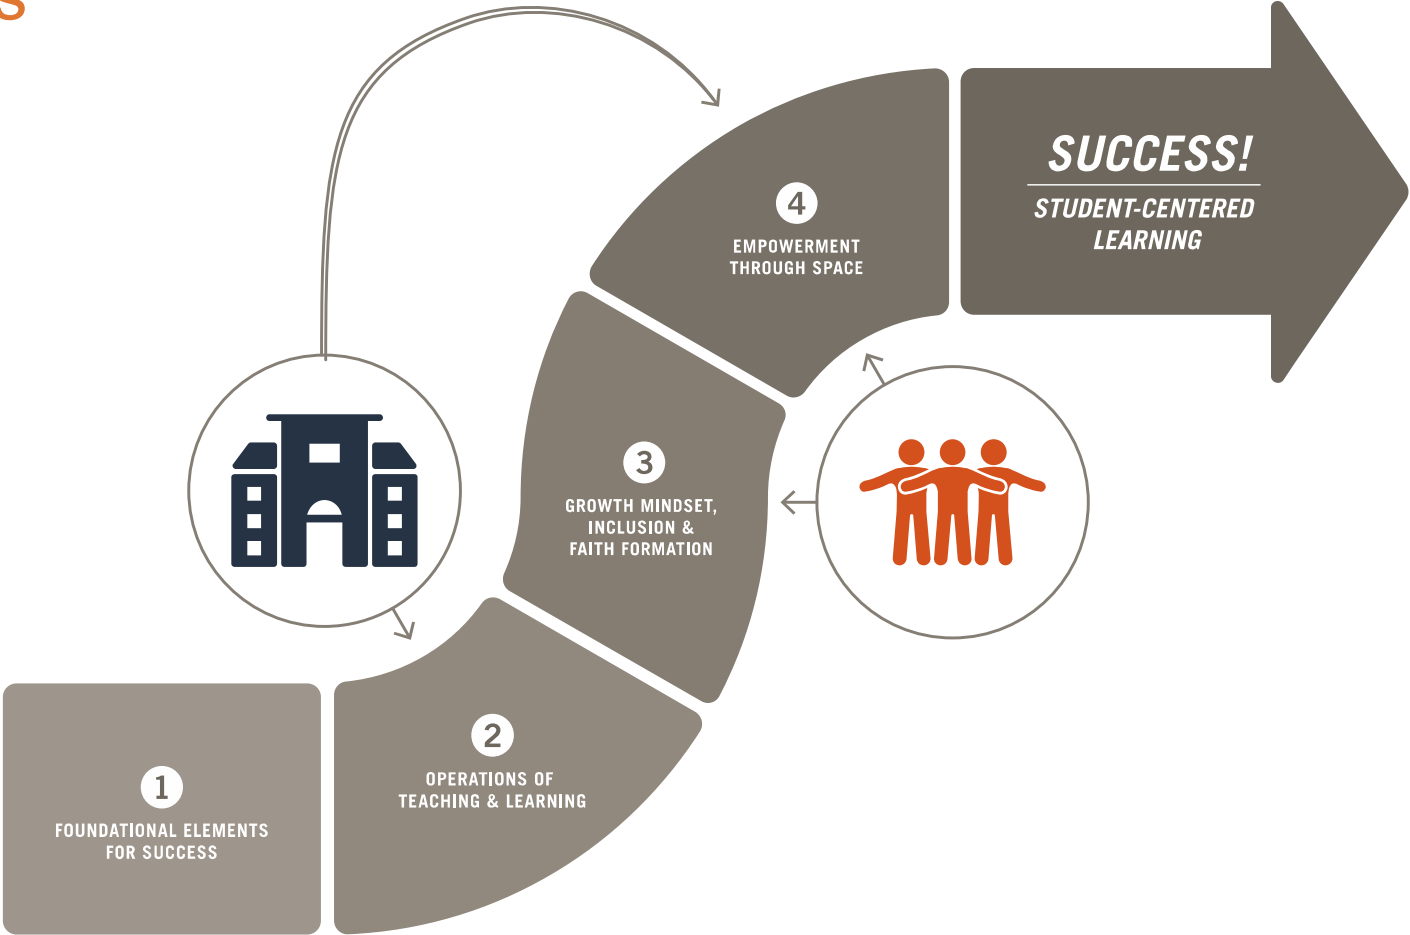 S
SUCCESS!
STUDENT-CENTERED
LEARNING
4
EMPOWERMENT
THROUGH SPACE
3
GROWTH MINDSET,
INCLUSION &
FAITH FORMATION
2
OPERATIONS OF
TEACHING & LEARNING
1
FOUNDATIONAL ELEMENTS
FOR SUCCESS